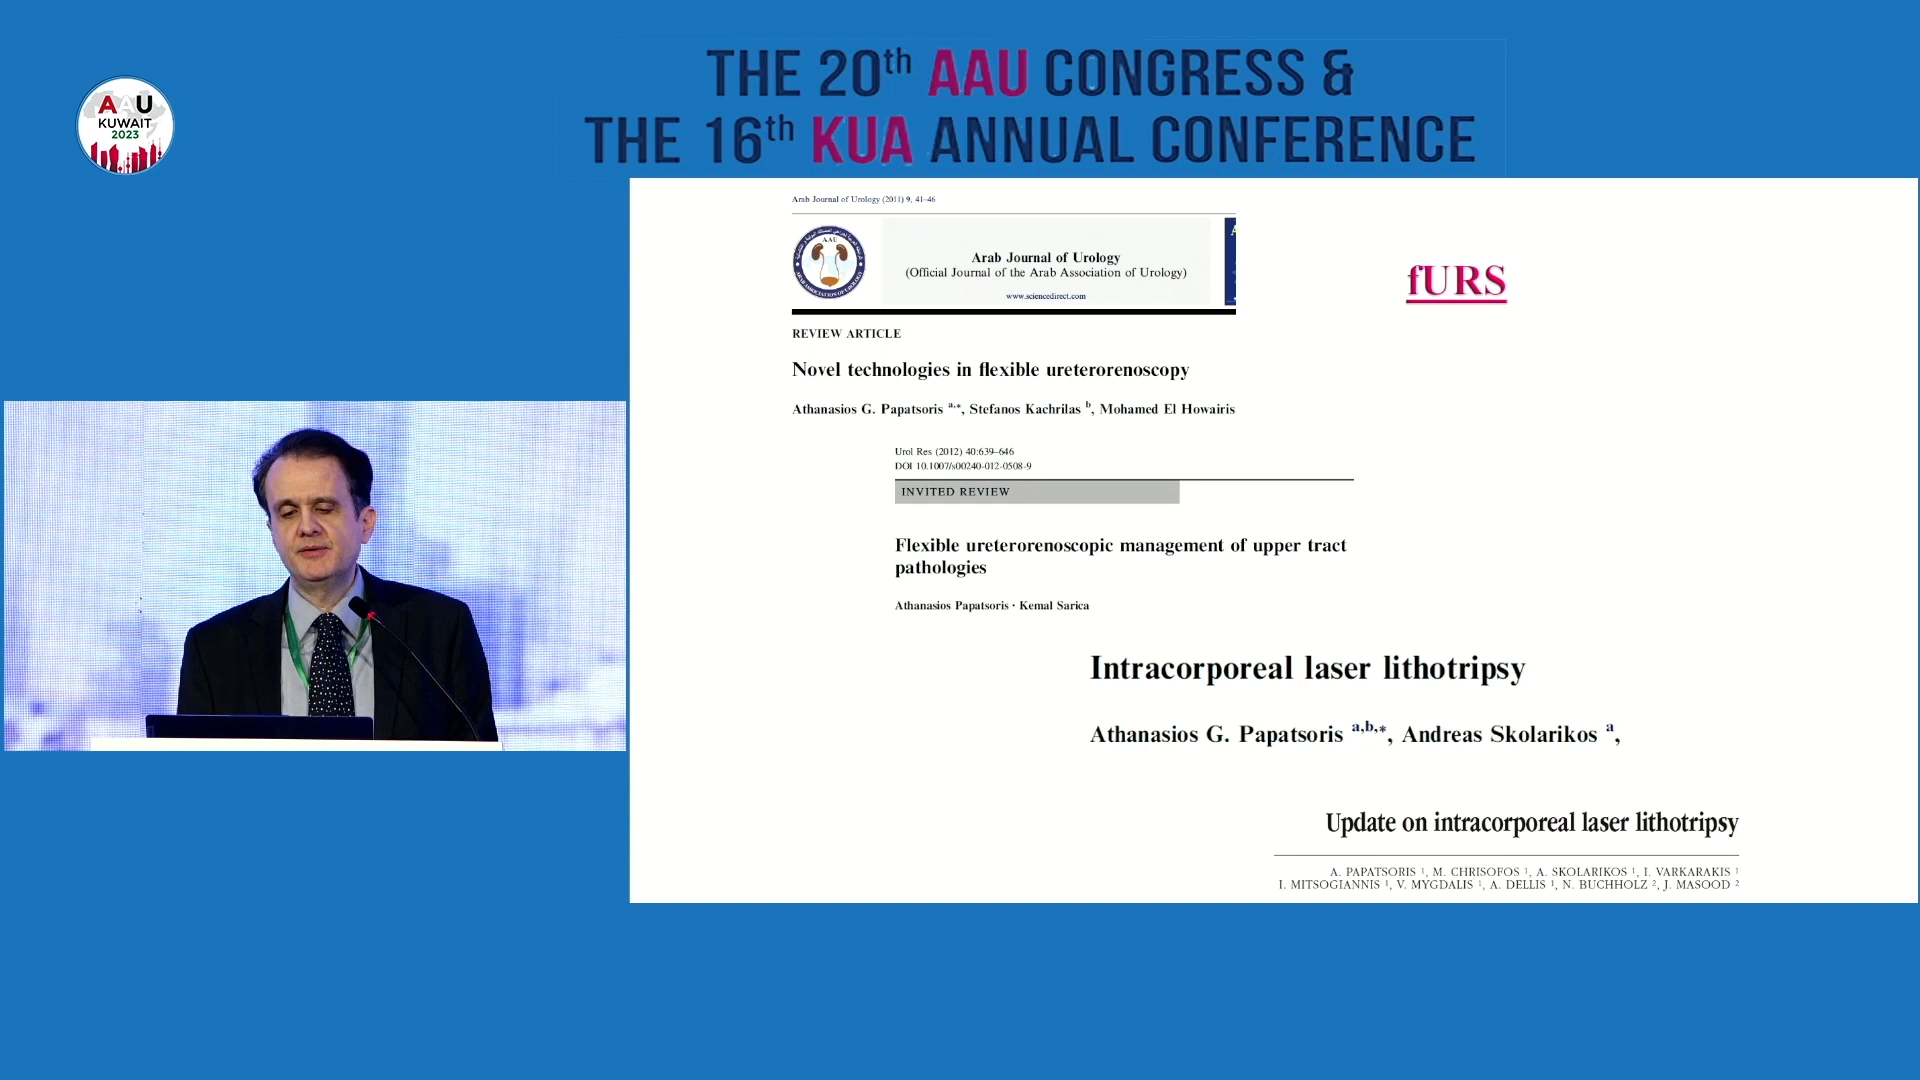 THE 20th AAU CONGRESS &
THE 16th KUA ANNUAL CONFERENCE
AAU
KUWAIT
2023
Arab Journal of Urology (2011) 9, 41–46
AAU
ARAB ASSOCIATION OF UROLOGY
Arab Journal of Urology
(Official Journal of the Arab Association of Urology)
www.sciencedirect.com
fURS
REVIEW ARTICLE
Novel technologies in flexible ureterorenoscopy
Athanasios G. Papatsoris a,*, Stefanos Kachrilas b, Mohamed El Howairis
Urol Res (2012) 40:639–646
DOI 10.1007/s00240-012-0508-9
INVITED REVIEW
Flexible ureterorenoscopic management of upper tract
pathologies
Athanasios Papatsoris · Kemal Sarica
Intracorporeal laser lithotripsy
Athanasios G. Papatsoris a,b,*, Andreas Skolarikos a,
Update on intracorporeal laser lithotripsy
A. PAPATSORIS 1, M. CHRISOFOS 1, A. SKOLARIKOS 1, I. VARKARAKIS 1
I. MITSOGIANNIS 1, V. MYGDALIS 1, A. DELLIS 1, N. BUCHHOLZ 2, J. MASOOD 2